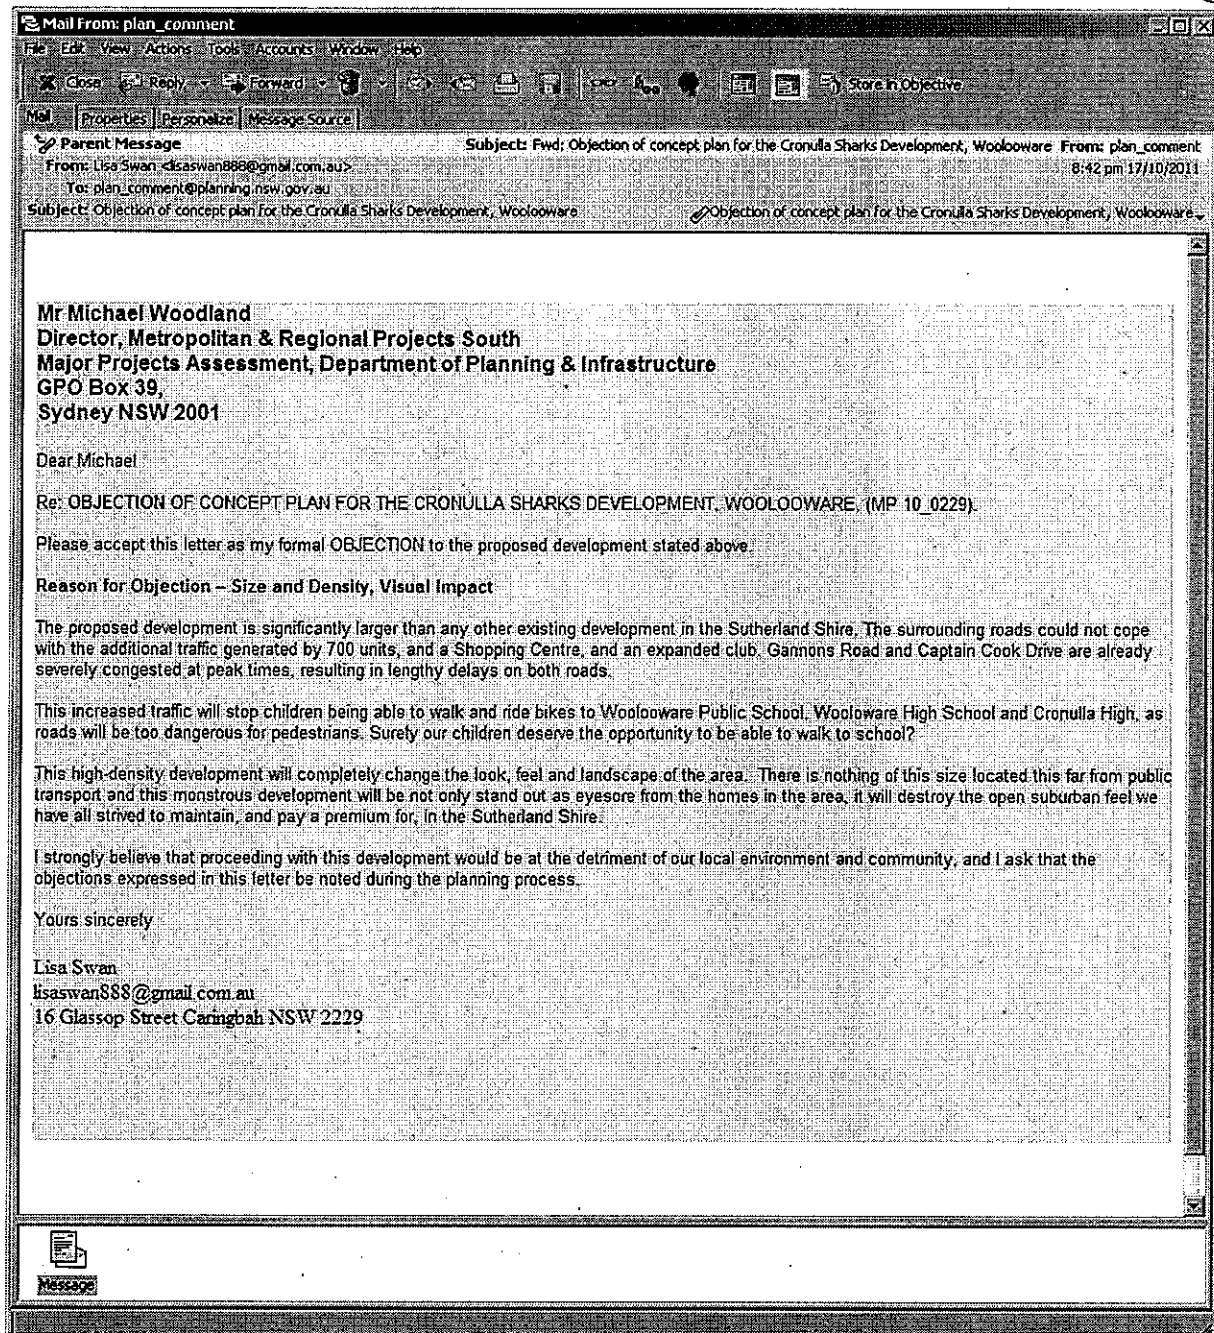 Mail From: plan_comment
File Edit View Actions Tools Accounts Window Help
Close Reply Forward Store in Objective
Mail Properties Personalize Message Source
Parent Message Subject: Fwd: Objection of concept plan for the Cronulla Sharks Development, Woolooware From: plan_comment
From: Lisa Swan <lisaswan888@gmail.com.au> 8:42 pm 17/10/2011
To: plan_comment@planning.nsw.gov.au
Subject: Objection of concept plan for the Cronulla Sharks Development, Woolooware Objection of concept plan for the Cronulla Sharks Development, Woolooware
Mr Michael Woodland
Director, Metropolitan & Regional Projects South
Major Projects Assessment, Department of Planning & Infrastructure
GPO Box 39,
Sydney NSW 2001
Dear Michael
Re: OBJECTION OF CONCEPT PLAN FOR THE CRONULLA SHARKS DEVELOPMENT, WOOLOOWARE, (MP 10_0229).
Please accept this letter as my formal OBJECTION to the proposed development stated above.
Reason for Objection – Size and Density, Visual Impact
The proposed development is significantly larger than any other existing development in the Sutherland Shire. The surrounding roads could not cope
with the additional traffic generated by 700 units, and a Shopping Centre, and an expanded club. Gannons Road and Captain Cook Drive are already
severely congested at peak times, resulting in lengthy delays on both roads.
This increased traffic will stop children being able to walk and ride bikes to Woolooware Public School, Wooloware High School and Cronulla High, as
roads will be too dangerous for pedestrians. Surely our children deserve the opportunity to be able to walk to school?
This high-density development will completely change the look, feel and landscape of the area. There is nothing of this size located this far from public
transport and this monstrous development will be not only stand out as eyesore from the homes in the area, it will destroy the open suburban feel we
have all strived to maintain, and pay a premium for, in the Sutherland Shire.
I strongly believe that proceeding with this development would be at the detriment of our local environment and community, and I ask that the
objections expressed in this letter be noted during the planning process.
Yours sincerely
Lisa Swan
lisaswan888@gmail.com.au
16 Glassop Street Caringbah NSW 2229
Message